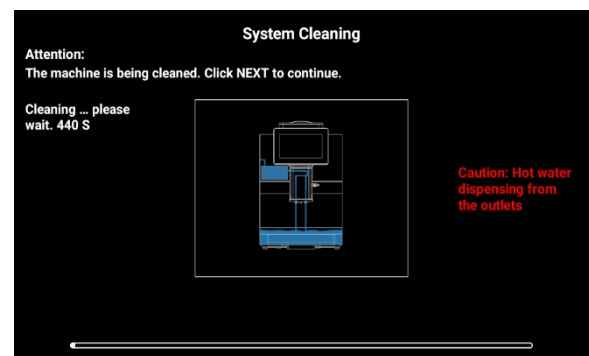 System Cleaning
Attention:
The machine is being cleaned. Click NEXT to continue.
Cleaning ... please
wait. 440 S
Caution: Hot water
dispensing from
the outlets